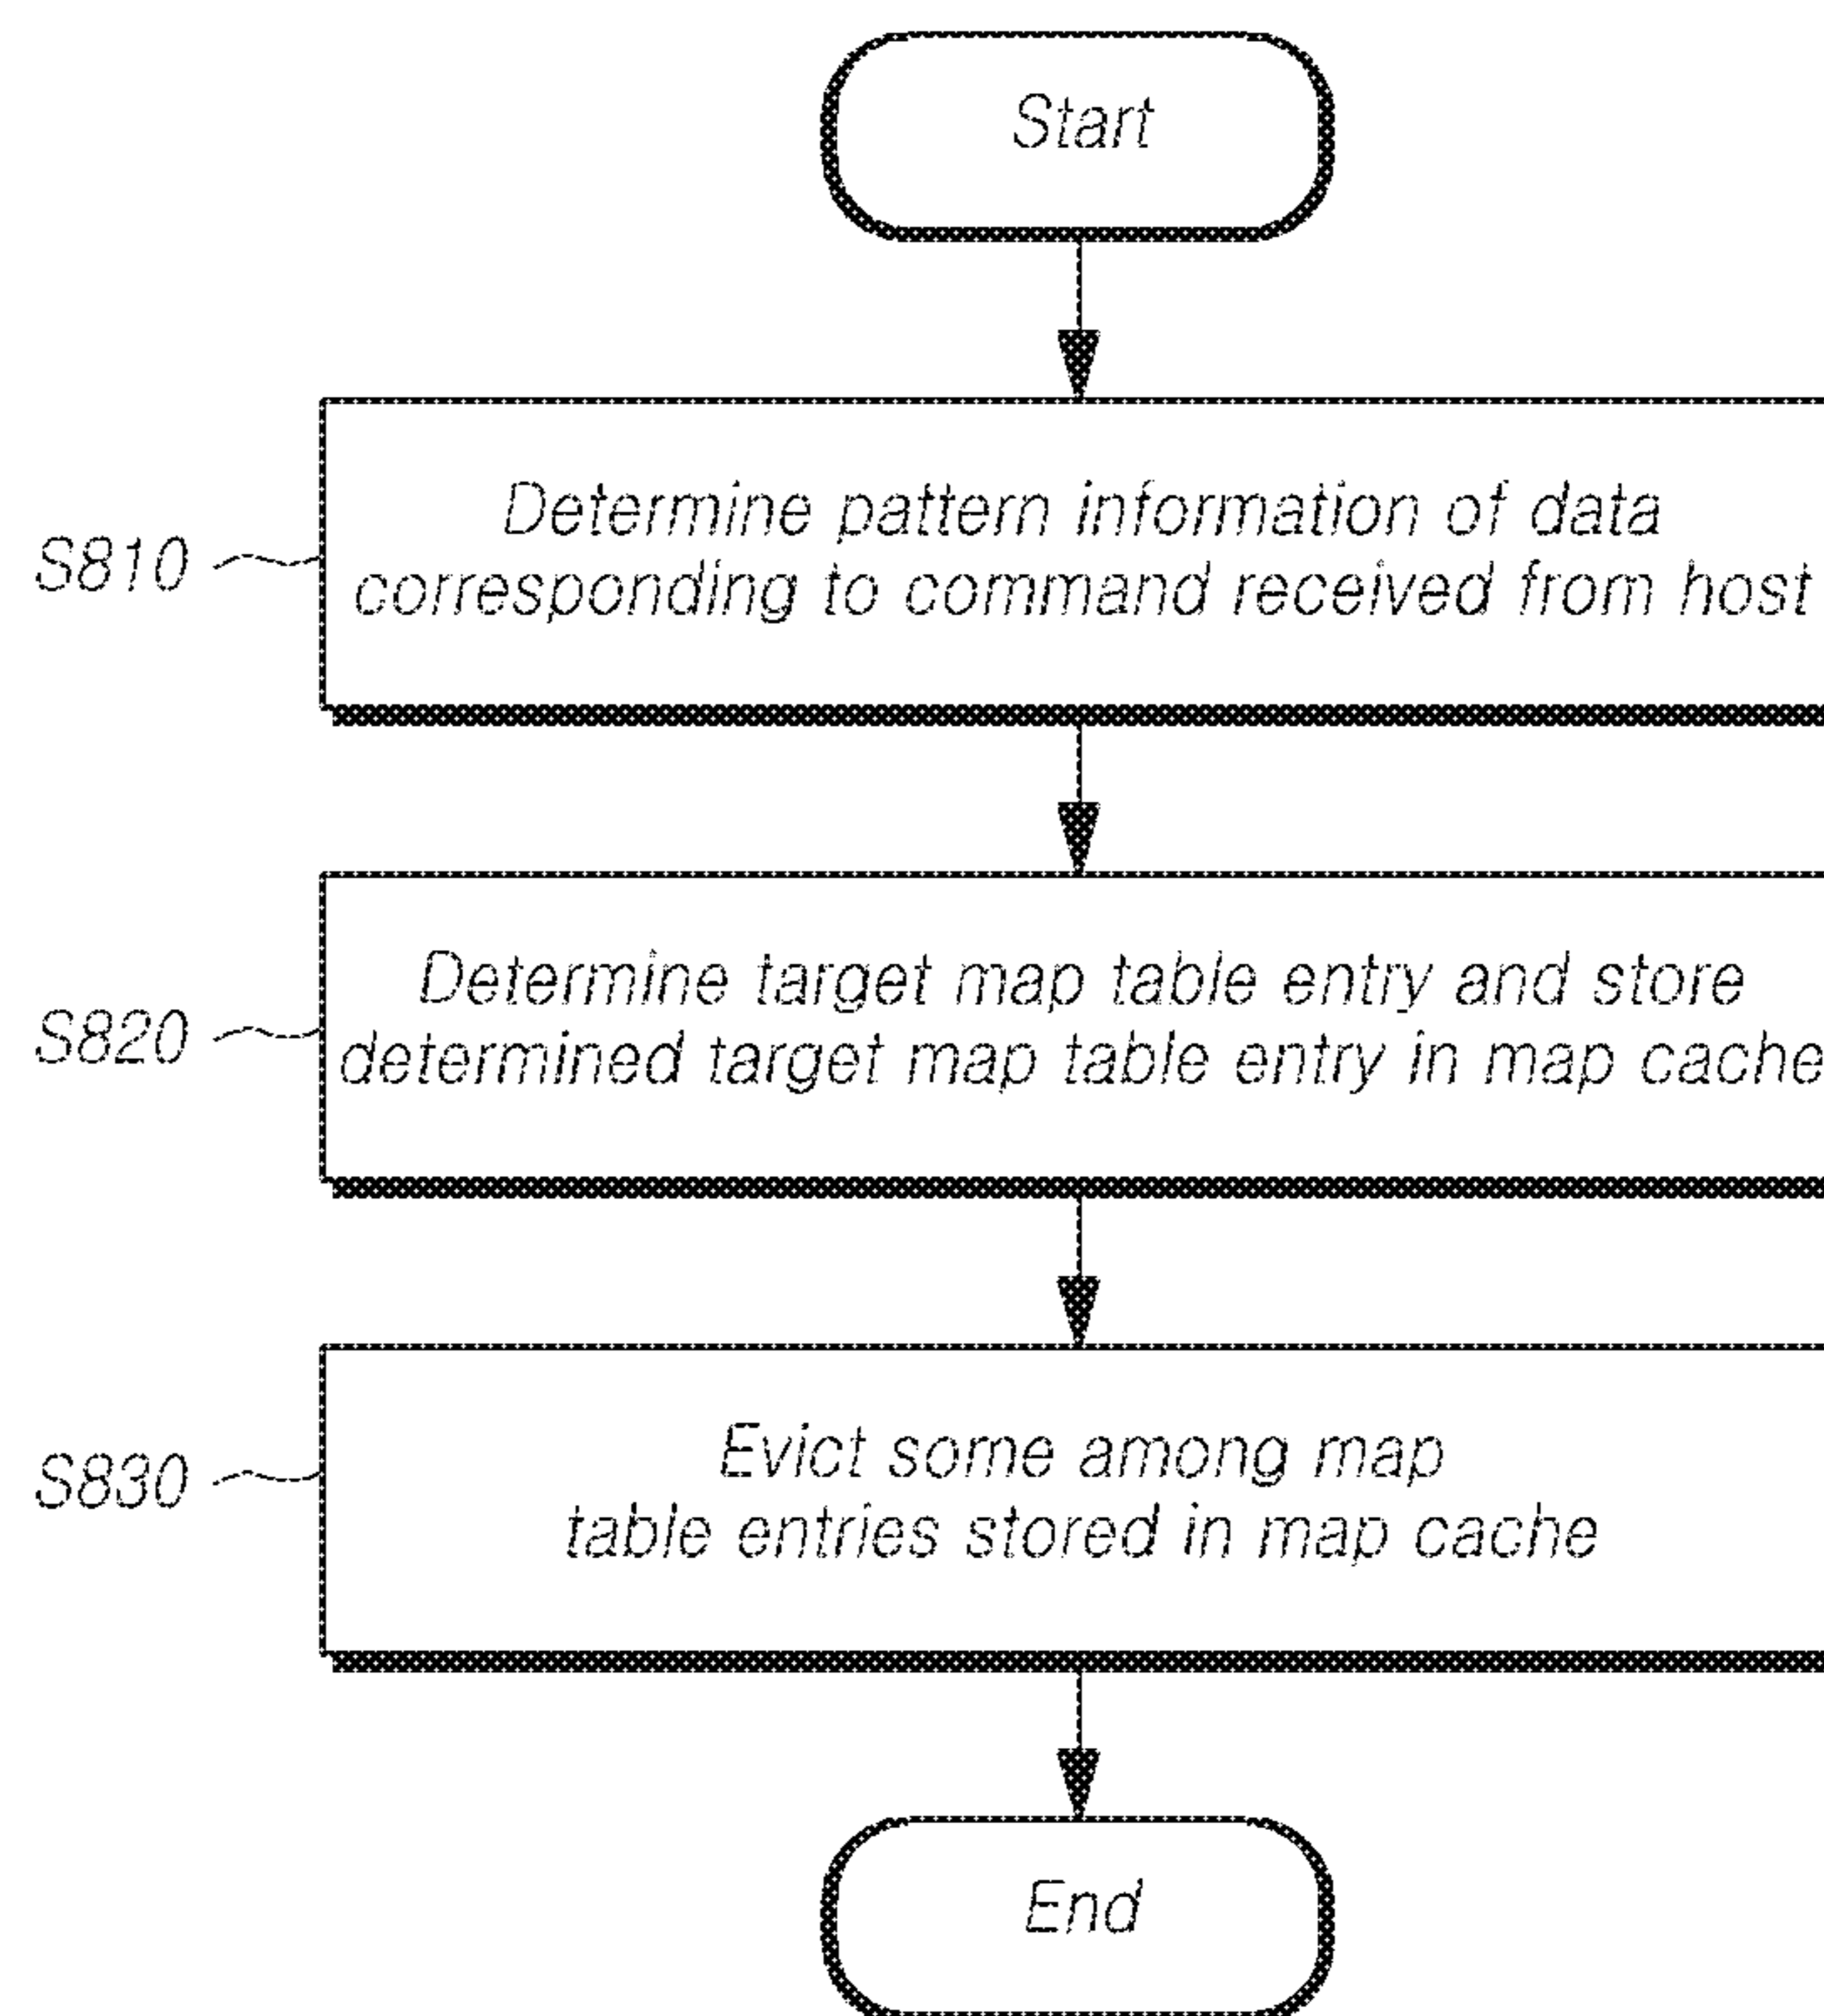 Start
S810
Determine pattern information of data
corresponding to command received from host
S820
Determine target map table entry and store
determined target map table entry in map cache
S830
Evict some among map
table entries stored in map cache
End